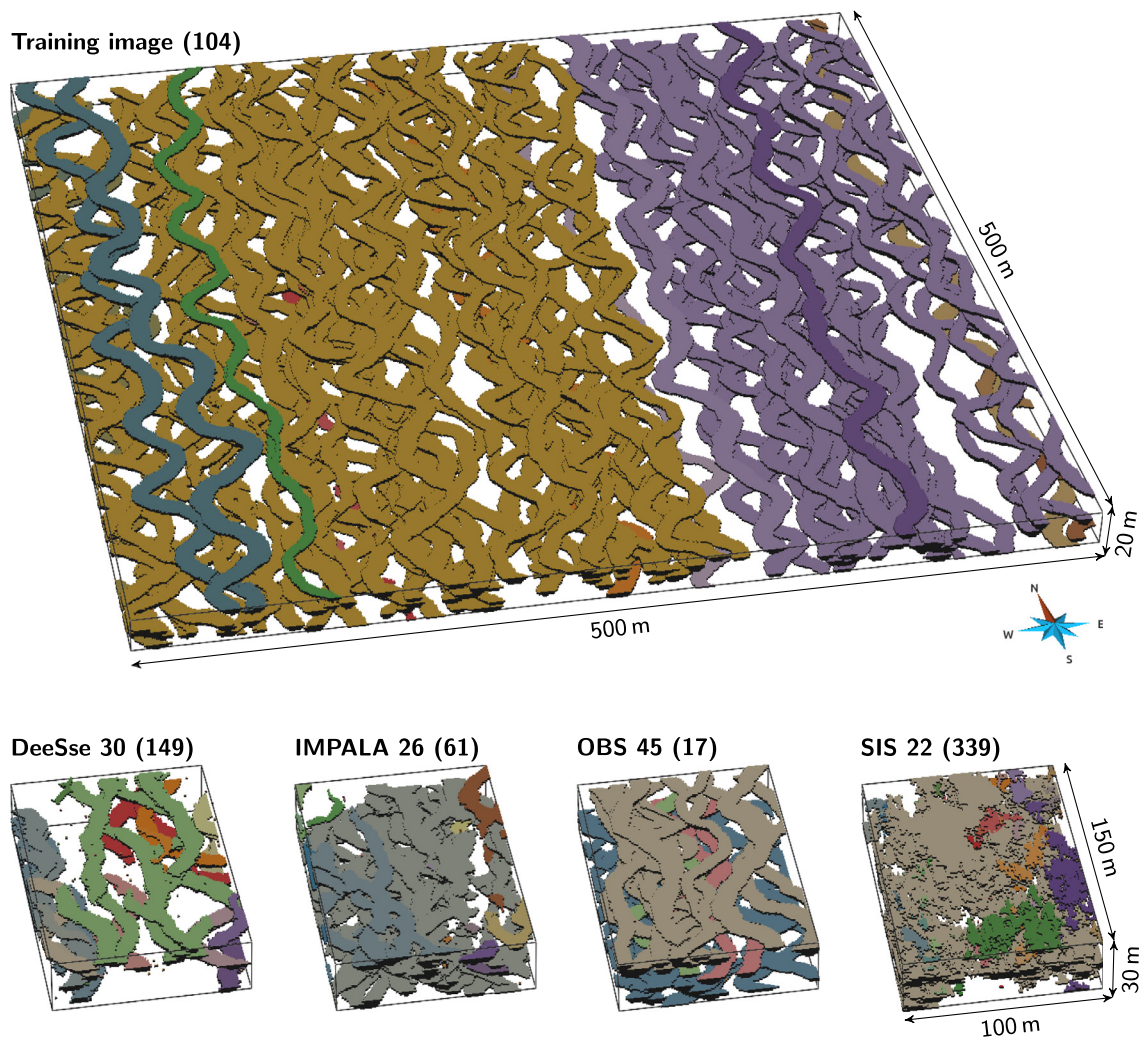 Training image (104)
500 m
20 m
500 m
N
W
E
S
DeeSse 30 (149)
IMPALA 26 (61)
OBS 45 (17)
SIS 22 (339)
150 m
30 m
100 m